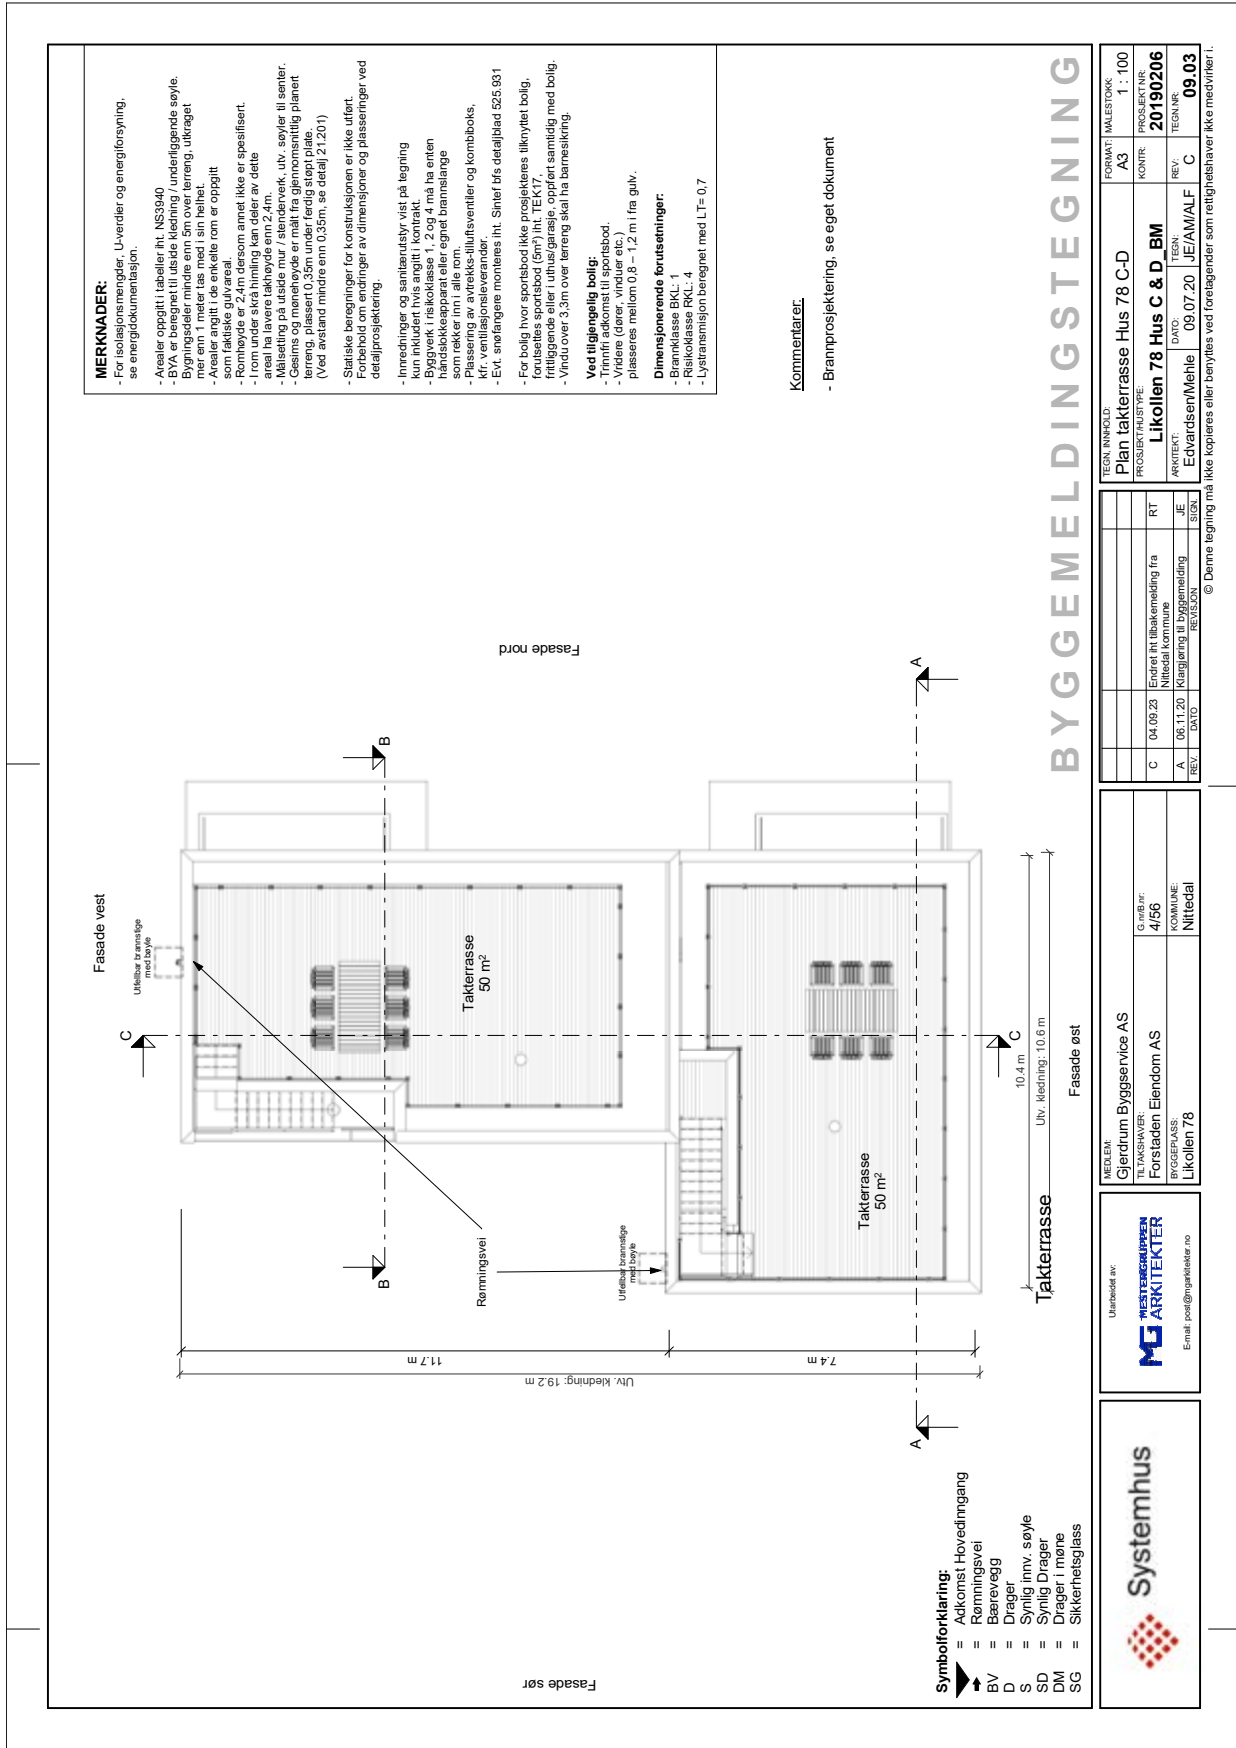 MERKNADER:
- For isolasjonsmengder, U-verdier og energiforsyning,
se energidokumentasjon.
- Arealer oppgitt i tabeller iht. NS3940
- BYA er beregnet til utside kledning / underliggende søyle.
Bygningsdeler mindre enn 5m over terreng, utkraget
mer enn 1 meter tas med i sin helhet.
- Arealer angitt i de enkelte rom er oppgitt
som faktiske gulvareal.
- Romhøyde er 2,4m dersom annet ikke er spesifisert.
- I rom under skrå himling kan deler av dette
areal ha lavere takhøyde enn 2,4m.
- Målsetting på utside mur / stenderverk, utv. søyler til senter.
- Gesims og mønehøyde er målt fra gjennomsnittlig planert
terreng, plassert 0,35m under ferdig støpt plate.
(Ved avstand mindre enn 0,35m, se detalj 21.201)
- Statiske beregninger for konstruksjonen er ikke utført.
- Forbehold om endringer av dimensjoner og plasseringer ved
detaljprosjektering.
- Innredninger og sanitærutstyr vist på tegning
kun inkludert hvis angitt i kontrakt.
- Byggverk i risikoklasse 1, 2 og 4 må ha enten
håndslokkeapparat eller egnet brannslange
som rekker inn i alle rom.
- Plassering av avtrekks-tilluftsventiler og kombiboks,
kfr. ventilasjonsleverandør.
- Evt. snøfangere monteres iht. Sintef bfs detaljblad 525.931
- For bolig hvor sportsbod ikke prosjekteres tilknyttet bolig,
forutsettes sportsbod (5m²) iht. TEK17,
frittliggende eller i uthus/garasje, oppført samtidig med bolig.
- Vindu over 3,3m over terreng skal ha barnesikring.
Ved tilgjengelig bolig:
- Trinnfri adkomst til sportsbod.
- Vridere (dører, vinduer etc.)
plasseres mellom 0,8 – 1,2 m i fra gulv.
Dimensjonerende forutsetninger:
- Brannklasse BKL: 1
- Risikoklasse RKL: 4
- Lystransmisjon beregnet med LT= 0,7
Kommentarer:
- Brannprosjektering, se eget dokument
Fasade vest
Fasade nord
Fasade sør
Fasade øst
Utfellbar brannstige
med bøyle
Takterrasse
50 m²
B
B
C
C
A
A
Rømningsvei
Utfellbar brannstige
med bøyle
Takterrasse
50 m²
11.7 m
7.4 m
Utv. kledning: 19.2 m
10.4 m
Utv. kledning: 10.6 m
Takterrasse
Symbolforklaring:
= Adkomst Hovedinngang
= Rømningsvei
BV = Bærevegg
D = Drager
S = Synlig innv. søyle
SD = Synlig Drager
DM = Drager i møne
SG = Sikkerhetsglass
BYGGEMELDINGSTEGNING
Systemhus
Utarbeidet av:
MG MESTERGRUPPEN
ARKITEKTER
E-mail: post@mgarkitekter.no
MEDLEM:
Gjerdrum Byggservice AS
TILTAKSHAVER:
Forstaden Eiendom AS
G.nr/B.nr:
4/56
BYGGEPLASS:
Likollen 78
KOMMUNE:
Nittedal
C 04.09.23 Endret iht tilbakemelding fra
Nittedal kommune RT
A 06.11.20 Klargjøring til byggemelding JE
REV. DATO REVISJON SIGN.
TEGN. INNHOLD:
Plan takterrasse Hus 78 C-D
FORMAT:
A3
MÅLESTOKK:
1 : 100
PROSJEKT/HUSTYPE:
Likollen 78 Hus C & D_BM
KONTR:
PROSJEKT NR:
20190206
ARKITEKT:
Edvardsen/Mehle
DATO:
09.07.20
TEGN:
JE/AM/ALF
REV:
C
TEGN.NR:
09.03
© Denne tegning må ikke kopieres eller benyttes ved foretagender som rettighetshaver ikke medvirker i.